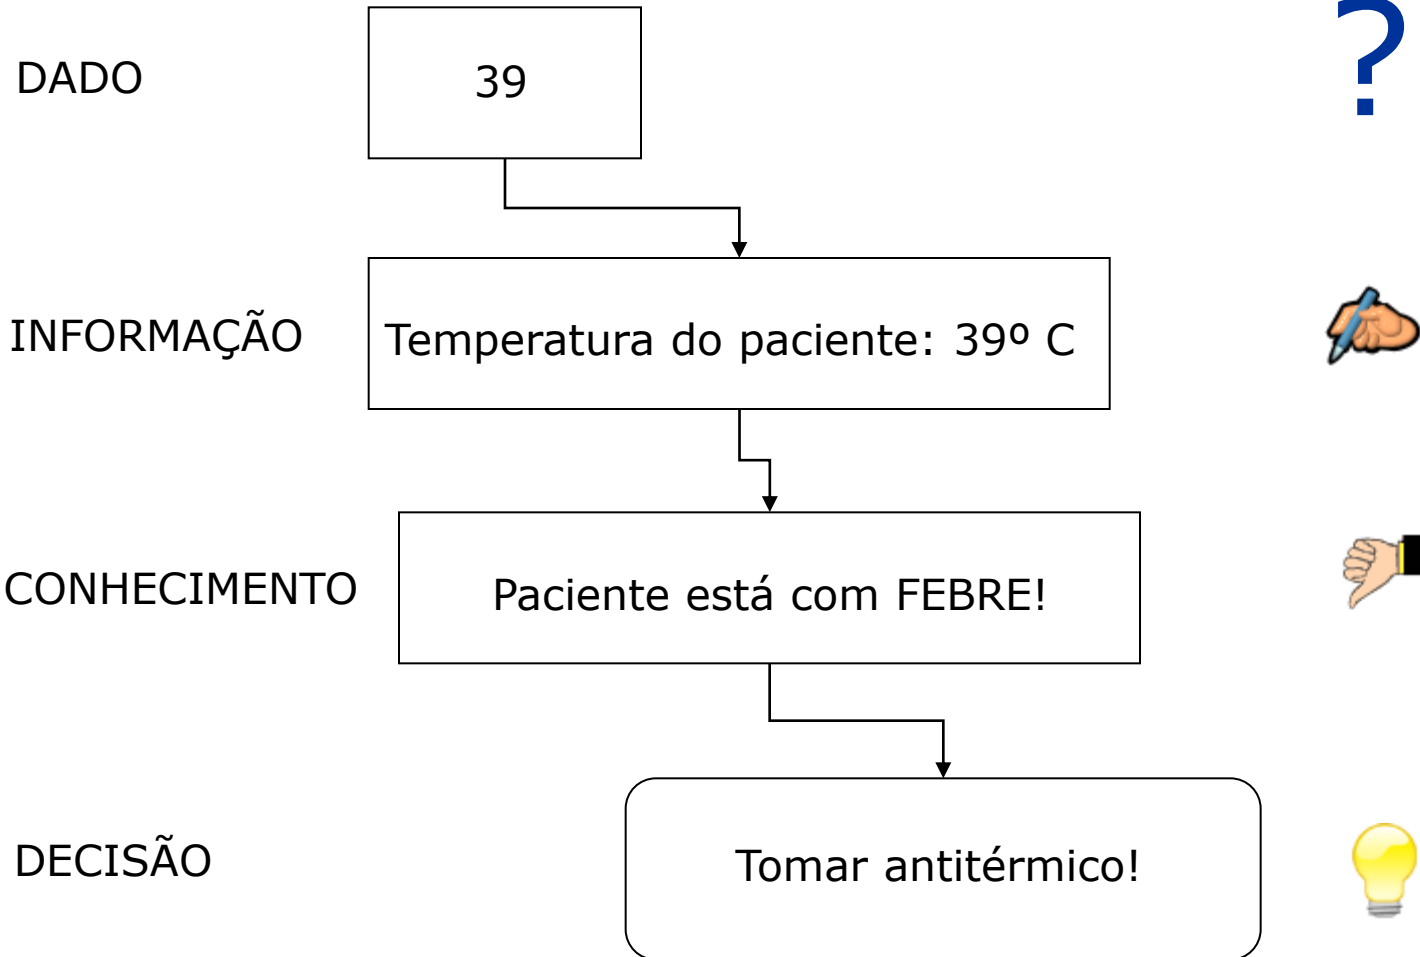 DADO
39
?
INFORMAÇÃO
Temperatura do paciente: 39º C
CONHECIMENTO
Paciente está com FEBRE!
DECISÃO
Tomar antitérmico!